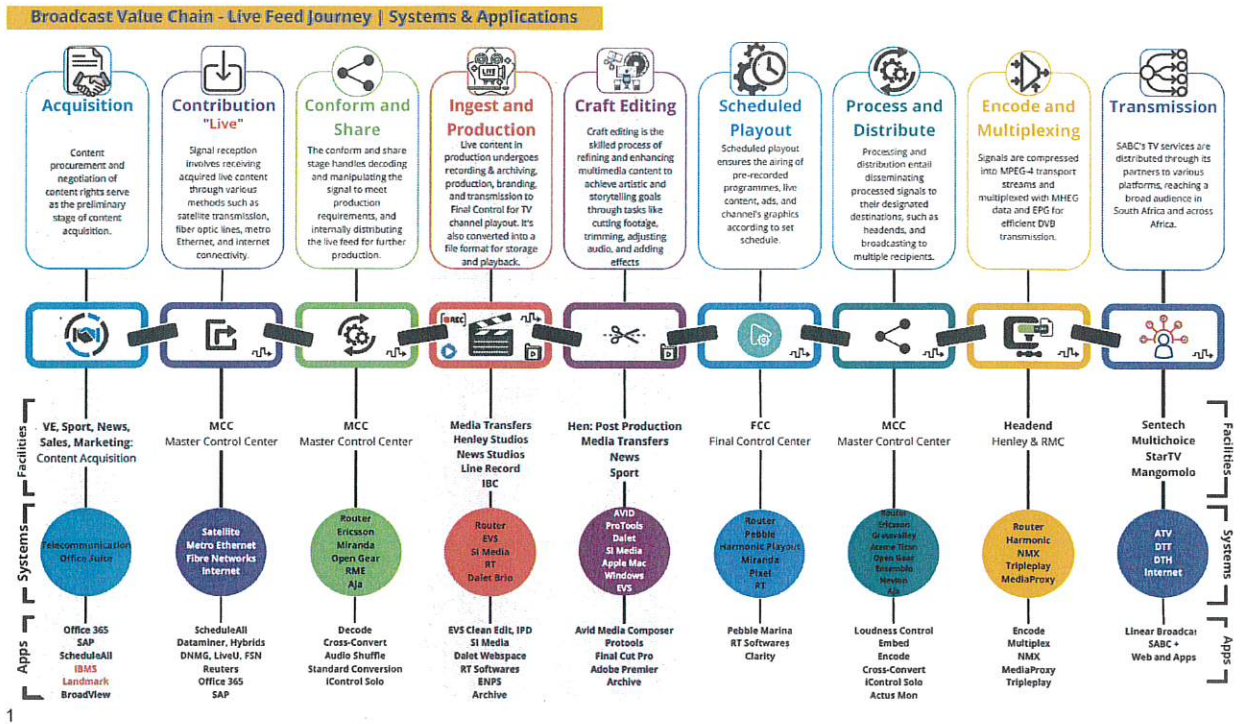 Broadcast Value Chain - Live Feed Journey | Systems & Applications
Acquisition
Content
procurement and
negotiation of
content rights serve
as the preliminary
stage of content
acquisition.
Contribution
"Live"
Signal reception
involves receiving
acquired live content
through various
methods such as
satellite transmission,
fiber optic lines, metro
Ethernet, and internet
connectivity.
Conform and
Share
The conform and share
stage handles decoding
and manipulating the
signal to meet
production
requirements, and
internally distributing
the live feed for further
production.
Ingest and
Production
Live content in
production undergoes
recording & archiving,
production, branding,
and transmission to
Final Control for TV
channel playout. It's
also converted into a
file format for storage
and playback.
Craft Editing
Craft editing is the
skilled process of
refining and enhancing
multimedia content to
achieve artistic and
storytelling goals
through tasks like
cutting footage,
trimming, adjusting
audio, and adding
effects
Scheduled
Playout
Scheduled playout
ensures the airing of
pre-recorded
programmes, live
content, ads, and
channel's graphics
according to set
schedule.
Process and
Distribute
Processing and
distribution entail
disseminating
processed signals to
their designated
destinations, such as
headends, and
broadcasting to
multiple recipients.
Encode and
Multiplexing
Signals are compressed
into MPEG-4 transport
streams and
multiplexed with MHEG
data and EPG for
efficient DVB
transmission.
Transmission
SABC's TV services are
distributed through its
partners to various
platforms, reaching a
broad audience in
South Africa and across
Africa.
REC
Facilities
VE, Sport, News,
Sales, Marketing:
Content Acquisition
MCC
Master Control Center
MCC
Master Control Center
Media Transfers
Henley Studios
News Studios
Line Record
IBC
Hen: Post Production
Media Transfers
News
Sport
FCC
Final Control Center
MCC
Master Control Center
Headend
Henley & RMC
Sentech
Multichoice
StarTV
Mangomolo
Facilities
Systems
Telecommunication
Office Juice
Satellite
Metro Ethernet
Fibre Networks
Internet
Router
Ericsson
Miranda
Open Gear
RME
AJa
Router
EVS
SI Media
RT
Dalet Brio
AVID
ProTools
Dalet
SI Media
Apple Mac
Windows
EVS
Router
Pebble
Harmonic Playout
Miranda
Pixel
RT
Router
Ericsson
Grassvalley
Axeme Titan
Open Gear
Ensemble
Nevion
Aja
Router
Harmonic
NMX
Tripleplay
MediaProxy
ATV
DTT
DTH
Internet
Systems
Apps
Office 365
SAP
ScheduleAll
IBMS
Landmark
BroadView
ScheduleAll
Dataminer, Hybrids
DNMG, LiveU, FSN
Reuters
Office 365
SAP
Decode
Cross-Convert
Audio Shuffle
Standard Conversion
iControl Solo
EVS Clean Edit, IPD
SI Media
Dalet Webspace
RT Softwares
ENPS
Archive
Avid Media Composer
Protools
Final Cut Pro
Adobe Premier
Archive
Pebble Marina
RT Softwares
Clarity
Loudness Control
Embed
Encode
Cross-Convert
iControl Solo
Actus Mon
Encode
Multiplex
NMX
MediaProxy
Tripleplay
Linear Broadcas
SABC +
Web and Apps
Apps
1